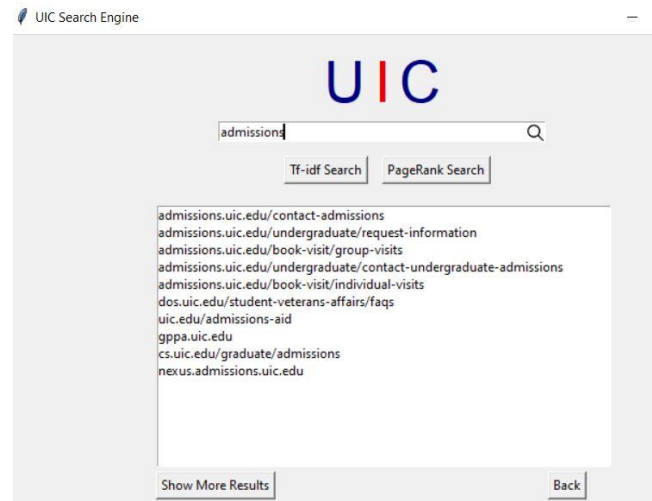 UIC Search Engine
UIC
admissions
Tf-idf Search PageRank Search
admissions.uic.edu/contact-admissions
admissions.uic.edu/undergraduate/request-information
admissions.uic.edu/book-visit/group-visits
admissions.uic.edu/undergraduate/contact-undergraduate-admissions
admissions.uic.edu/book-visit/individual-visits
dos.uic.edu/student-veterans-affairs/faqs
uic.edu/admissions-aid
gppa.uic.edu
cs.uic.edu/graduate/admissions
nexus.admissions.uic.edu
Show More Results Back